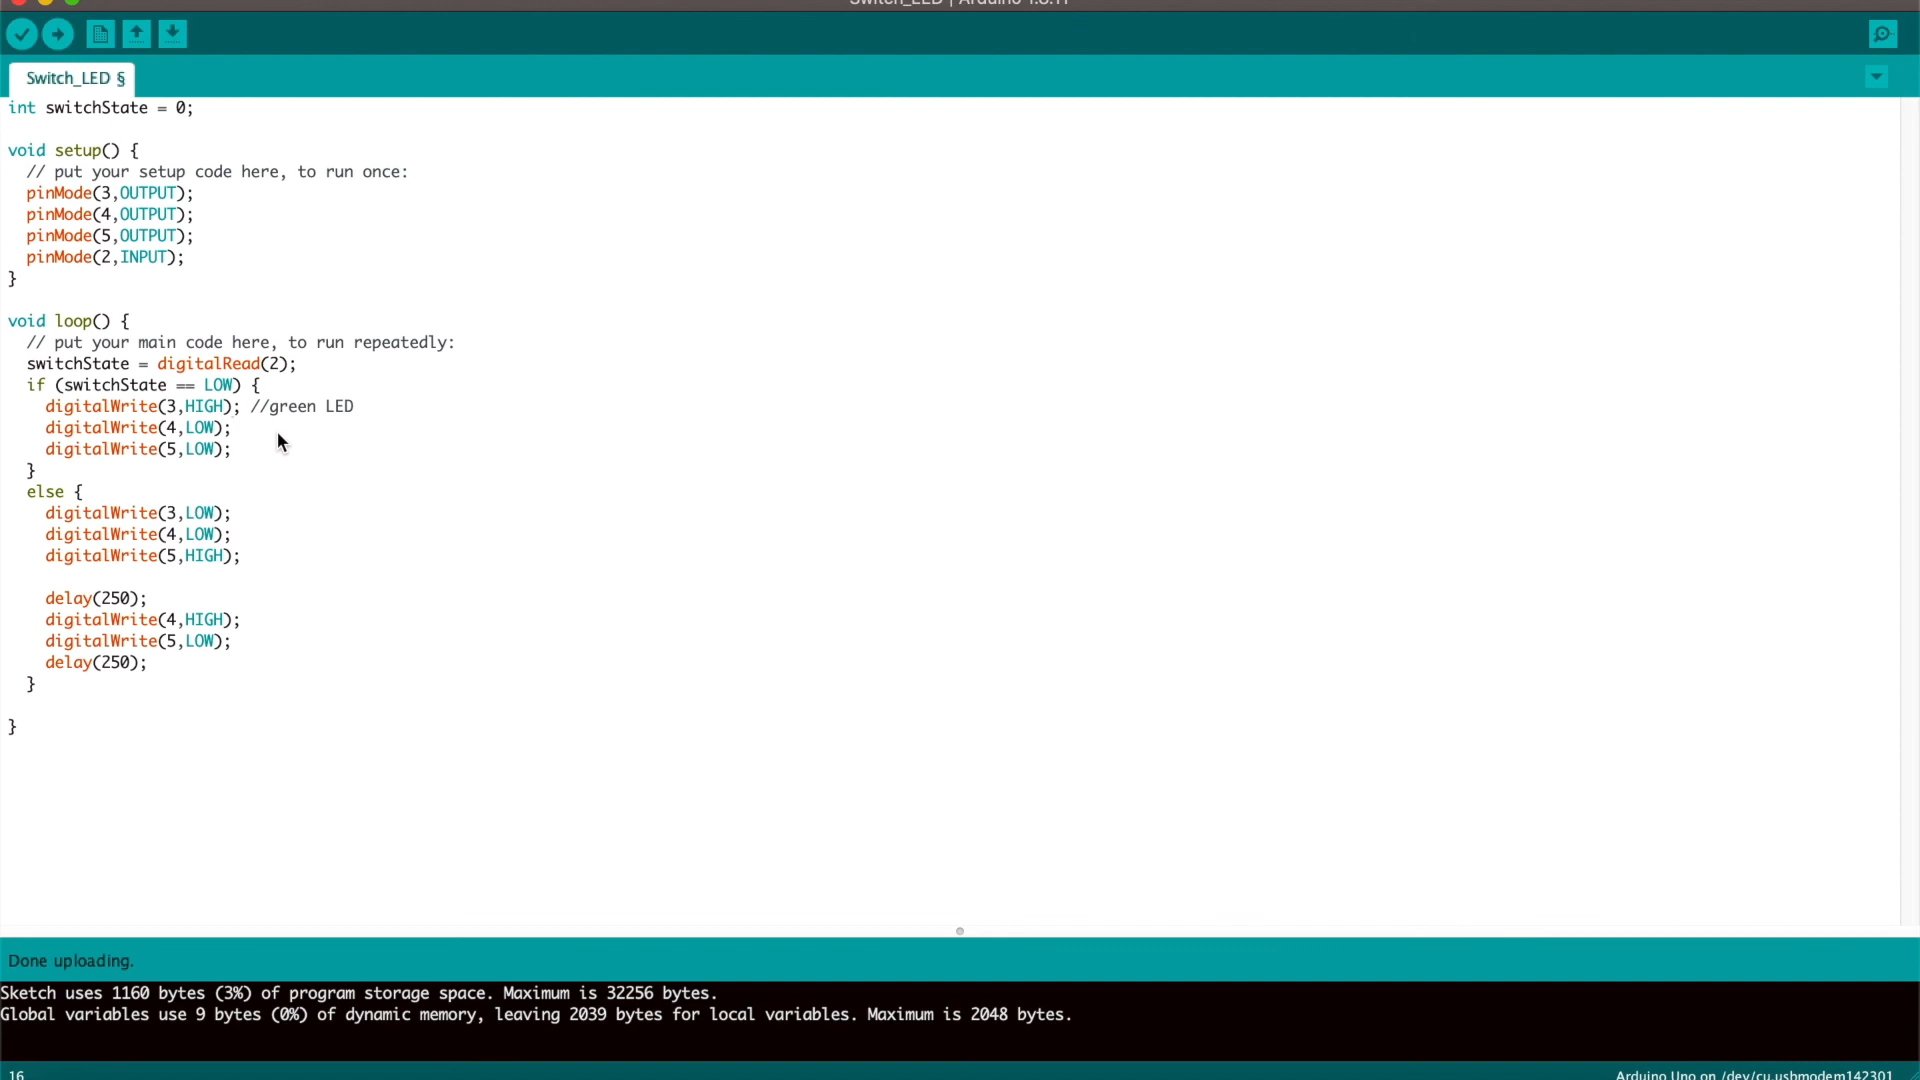 Switch_LED | Arduino 1.8.11
Switch_LED §
int switchState = 0;
void setup() {
// put your setup code here, to run once:
pinMode(3,OUTPUT);
pinMode(4,OUTPUT);
pinMode(5,OUTPUT);
pinMode(2,INPUT);
}
void loop() {
// put your main code here, to run repeatedly:
switchState = digitalRead(2);
if (switchState == LOW) {
digitalWrite(3,HIGH); //green LED
digitalWrite(4,LOW);
digitalWrite(5,LOW);
}
else {
digitalWrite(3,LOW);
digitalWrite(4,LOW);
digitalWrite(5,HIGH);
delay(250);
digitalWrite(4,HIGH);
digitalWrite(5,LOW);
delay(250);
}
}
Done uploading.
Sketch uses 1160 bytes (3%) of program storage space. Maximum is 32256 bytes.
Global variables use 9 bytes (0%) of dynamic memory, leaving 2039 bytes for local variables. Maximum is 2048 bytes.
16
Arduino Uno on /dev/cu.usbmodem142301